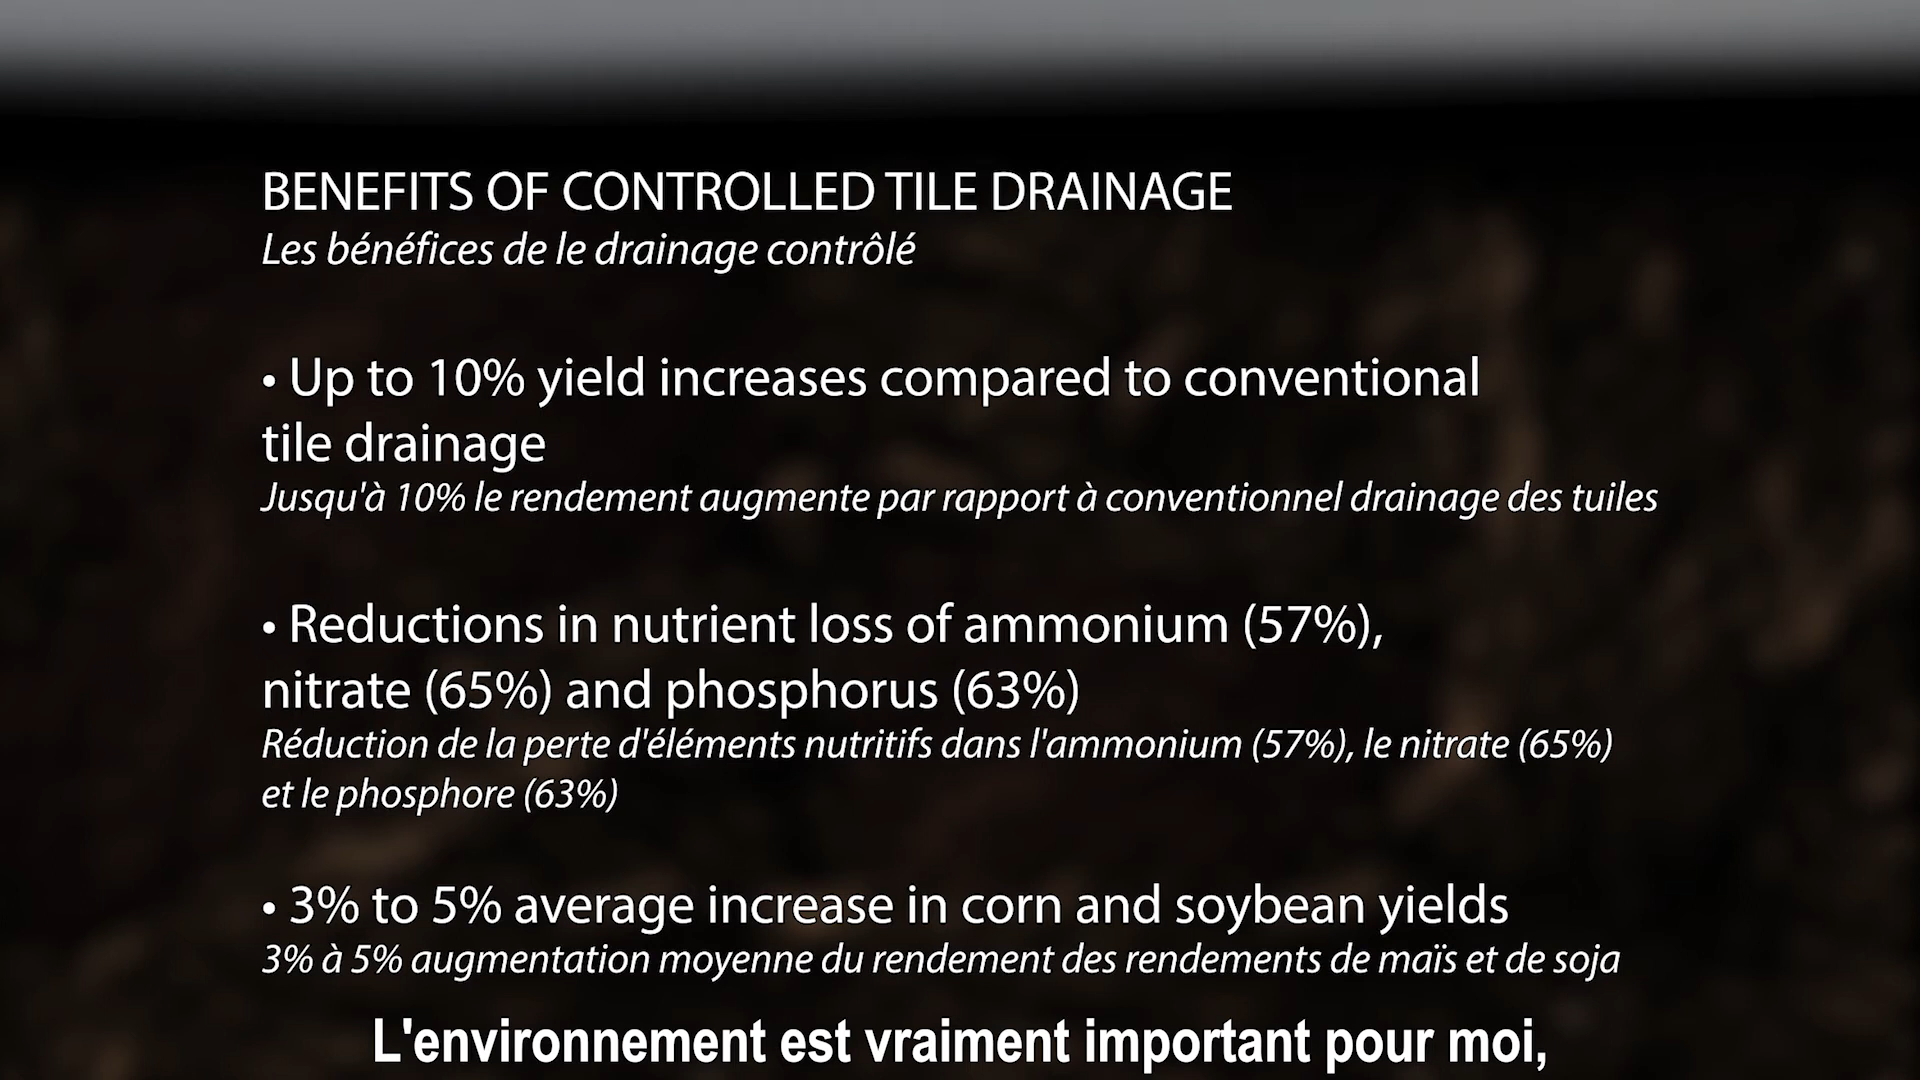 BENEFITS OF CONTROLLED TILE DRAINAGE
Les bénéfices de le drainage contrôlé
• Up to 10% yield increases compared to conventional
tile drainage
Jusqu'à 10% le rendement augmente par rapport à conventionnel drainage des tuiles
• Reductions in nutrient loss of ammonium (57%),
nitrate (65%) and phosphorus (63%)
Réduction de la perte d'éléments nutritifs dans l'ammonium (57%), le nitrate (65%)
et le phosphore (63%)
• 3% to 5% average increase in corn and soybean yields
3% à 5% augmentation moyenne du rendement des rendements de maïs et de soja
L'environnement est vraiment important pour moi,